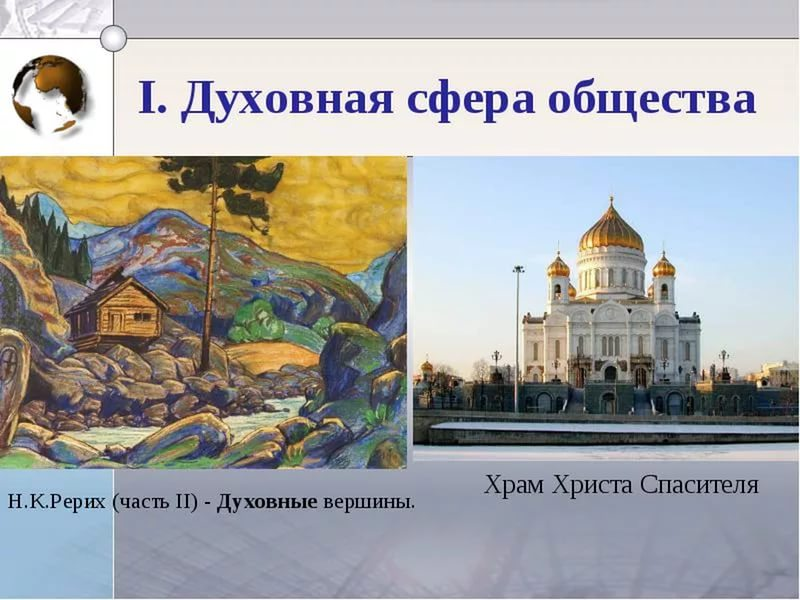 I. Духовная сфера общества
Н.К.Рерих (часть II) - Духовные вершины.
Храм Христа Спасителя